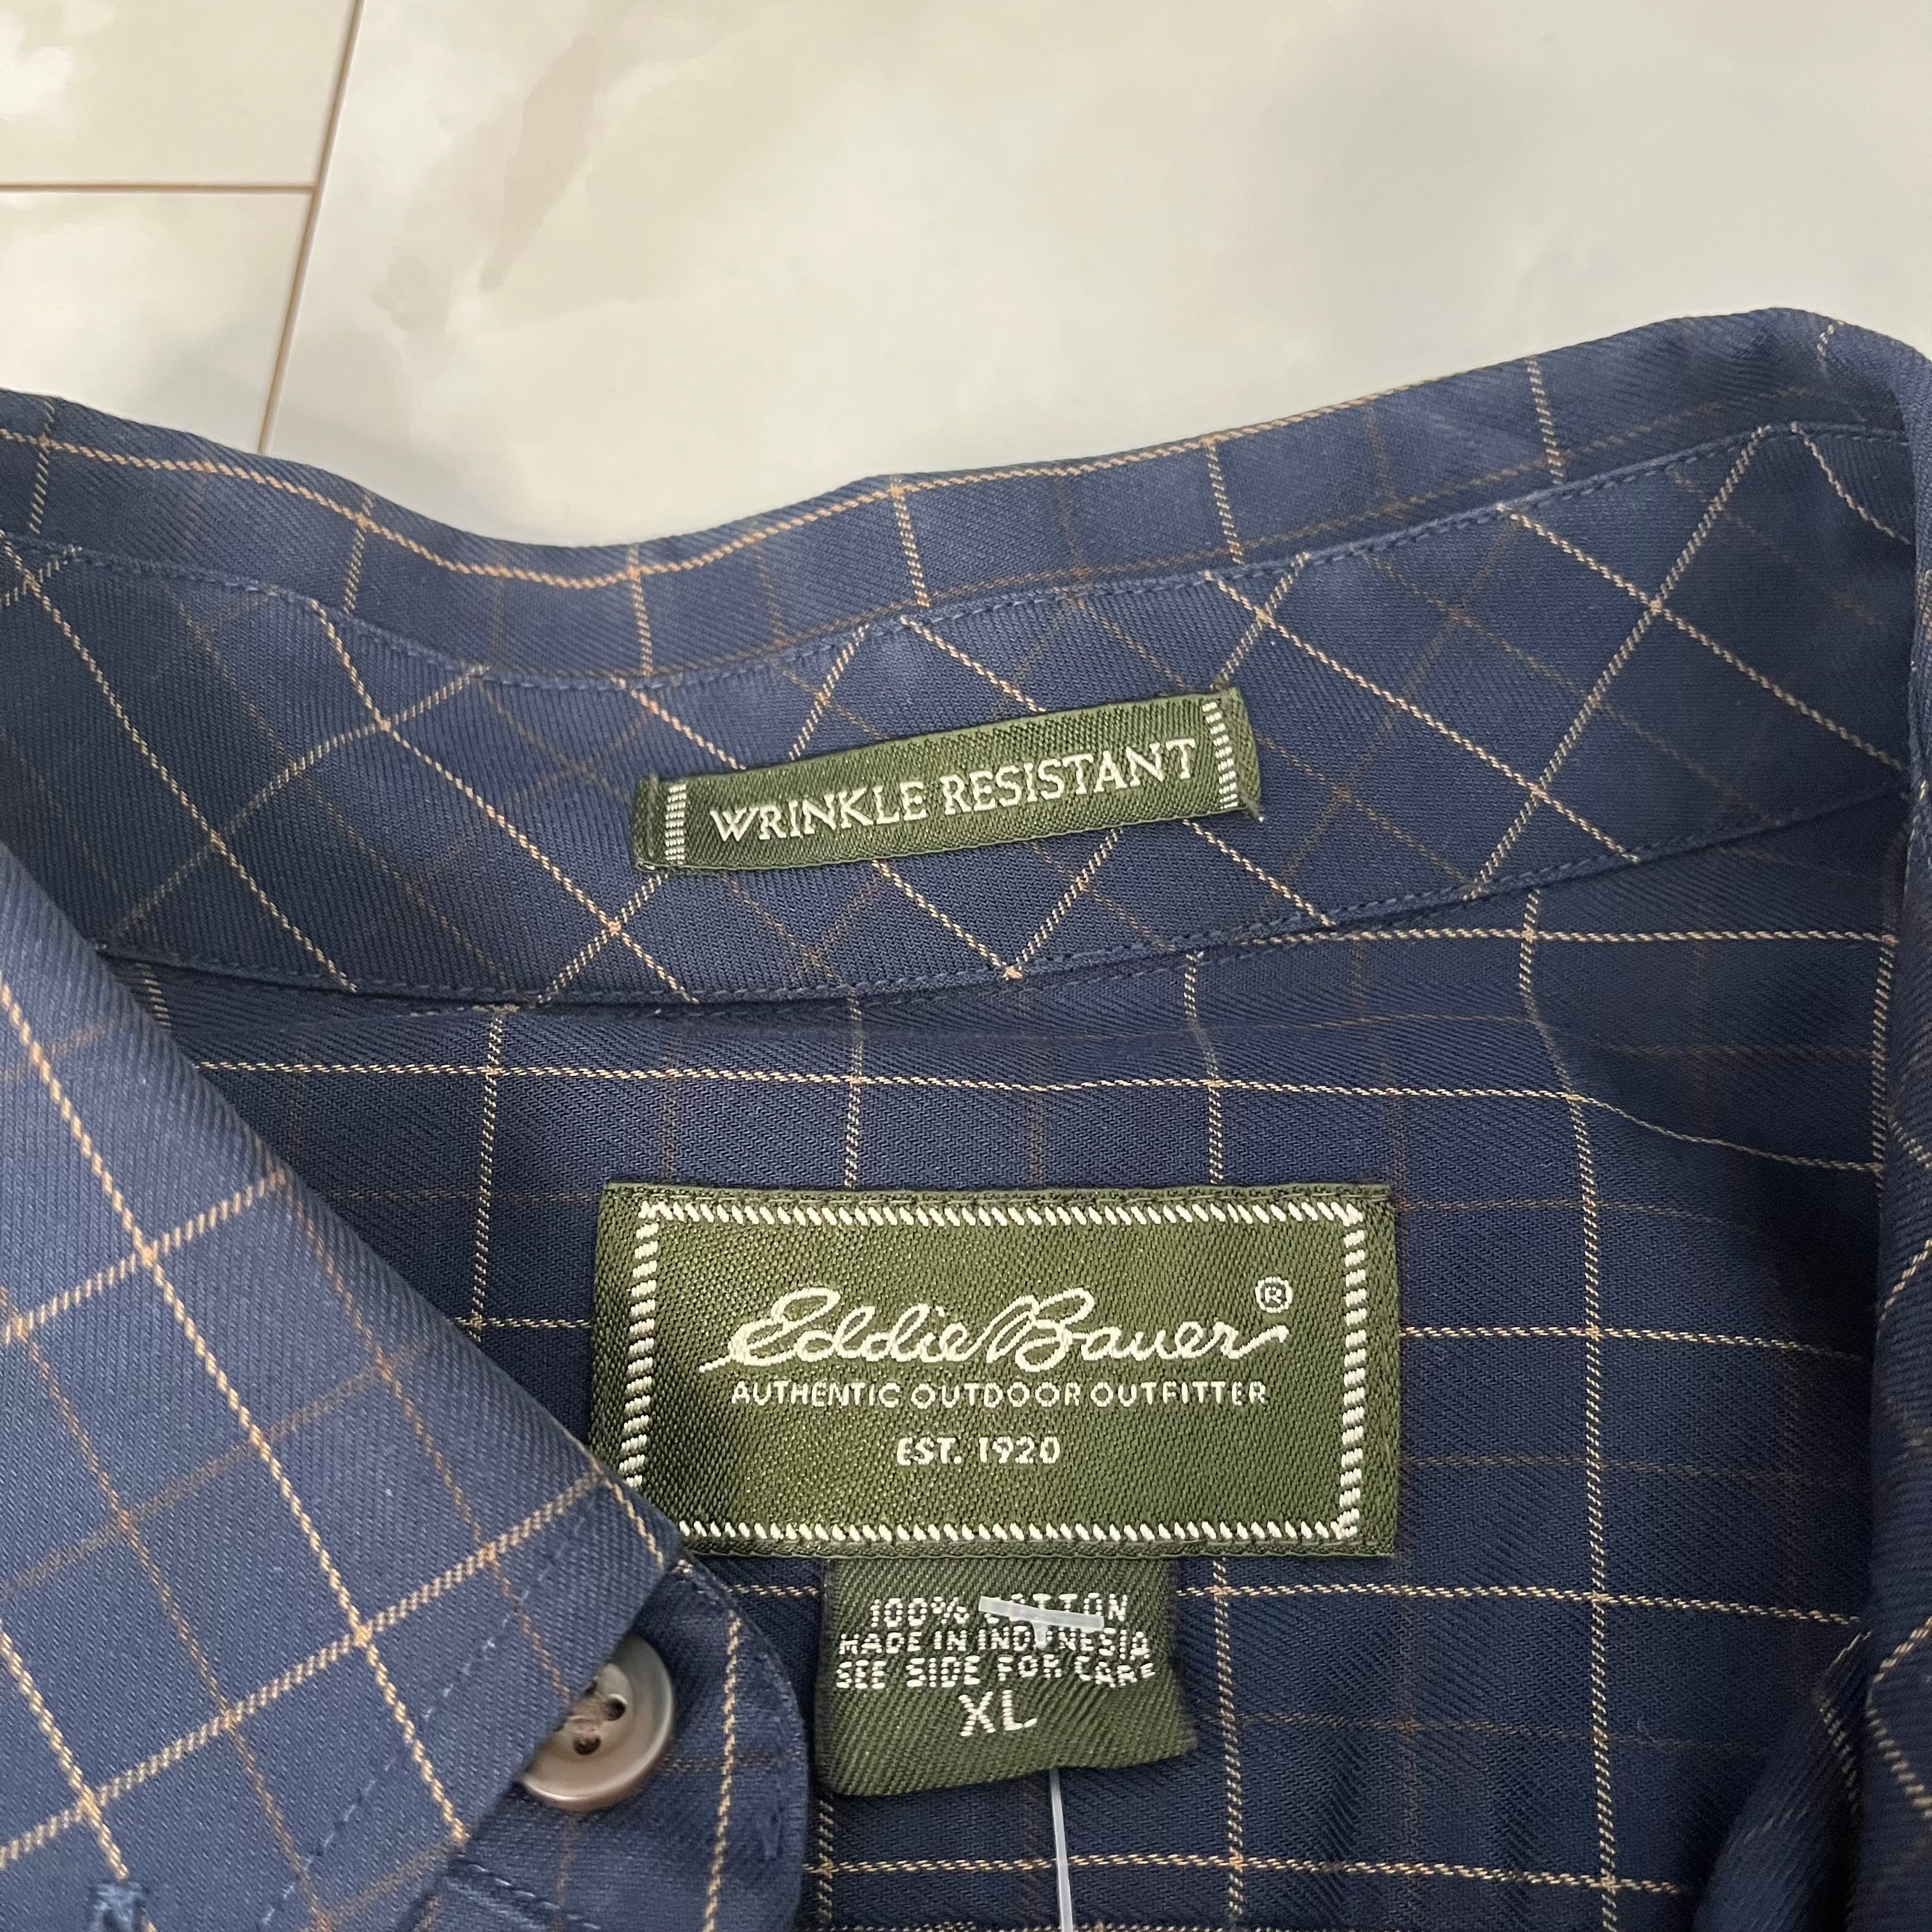 WRINKLE RESISTANT
Eddie Bauer ®
AUTHENTIC OUTDOOR OUTFITTER
EST. 1920
100% COTTON
MADE IN INDONESIA
SEE SIDE FOR CARE
XL